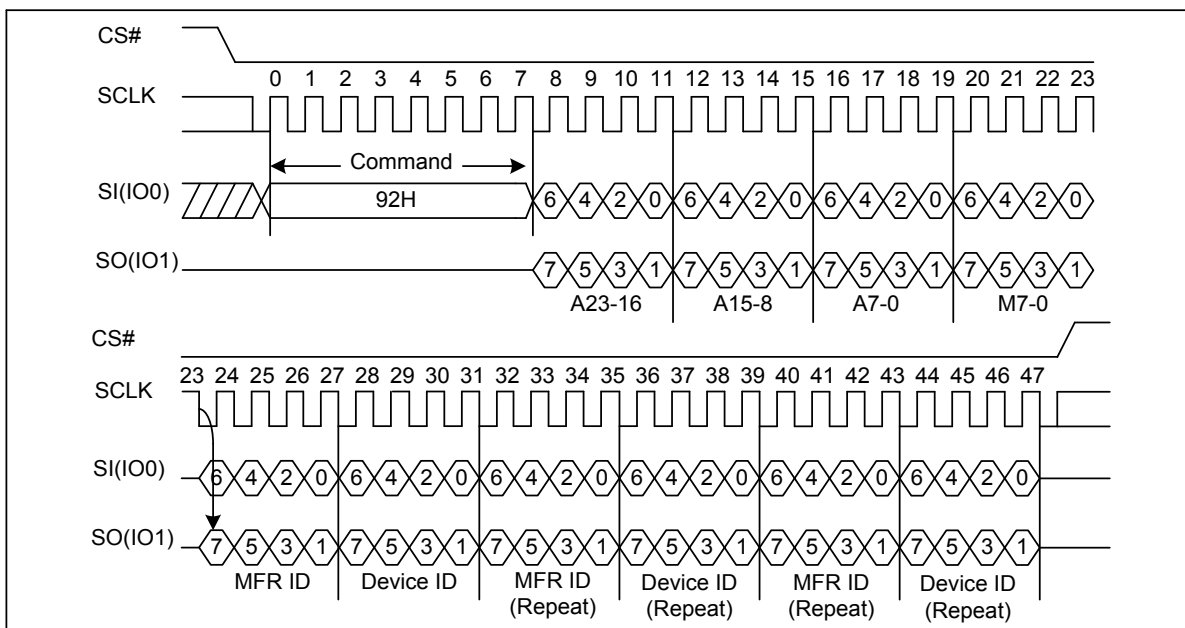 CS#
0 1 2 3 4 5 6 7 8 9 10 11 12 13 14 15 16 17 18 19 20 21 22 23
SCLK
Command
SI(IO0) 92H 6 4 2 0 6 4 2 0 6 4 2 0 6 4 2 0
SO(IO1) 7 5 3 1 7 5 3 1 7 5 3 1 7 5 3 1
A23-16 A15-8 A7-0 M7-0
CS#
23 24 25 26 27 28 29 30 31 32 33 34 35 36 37 38 39 40 41 42 43 44 45 46 47
SCLK
SI(IO0) 6 4 2 0 6 4 2 0 6 4 2 0 6 4 2 0 6 4 2 0 6 4 2 0
SO(IO1) 7 5 3 1 7 5 3 1 7 5 3 1 7 5 3 1 7 5 3 1 7 5 3 1
MFR ID Device ID MFR ID Device ID MFR ID Device ID
(Repeat) (Repeat) (Repeat) (Repeat)